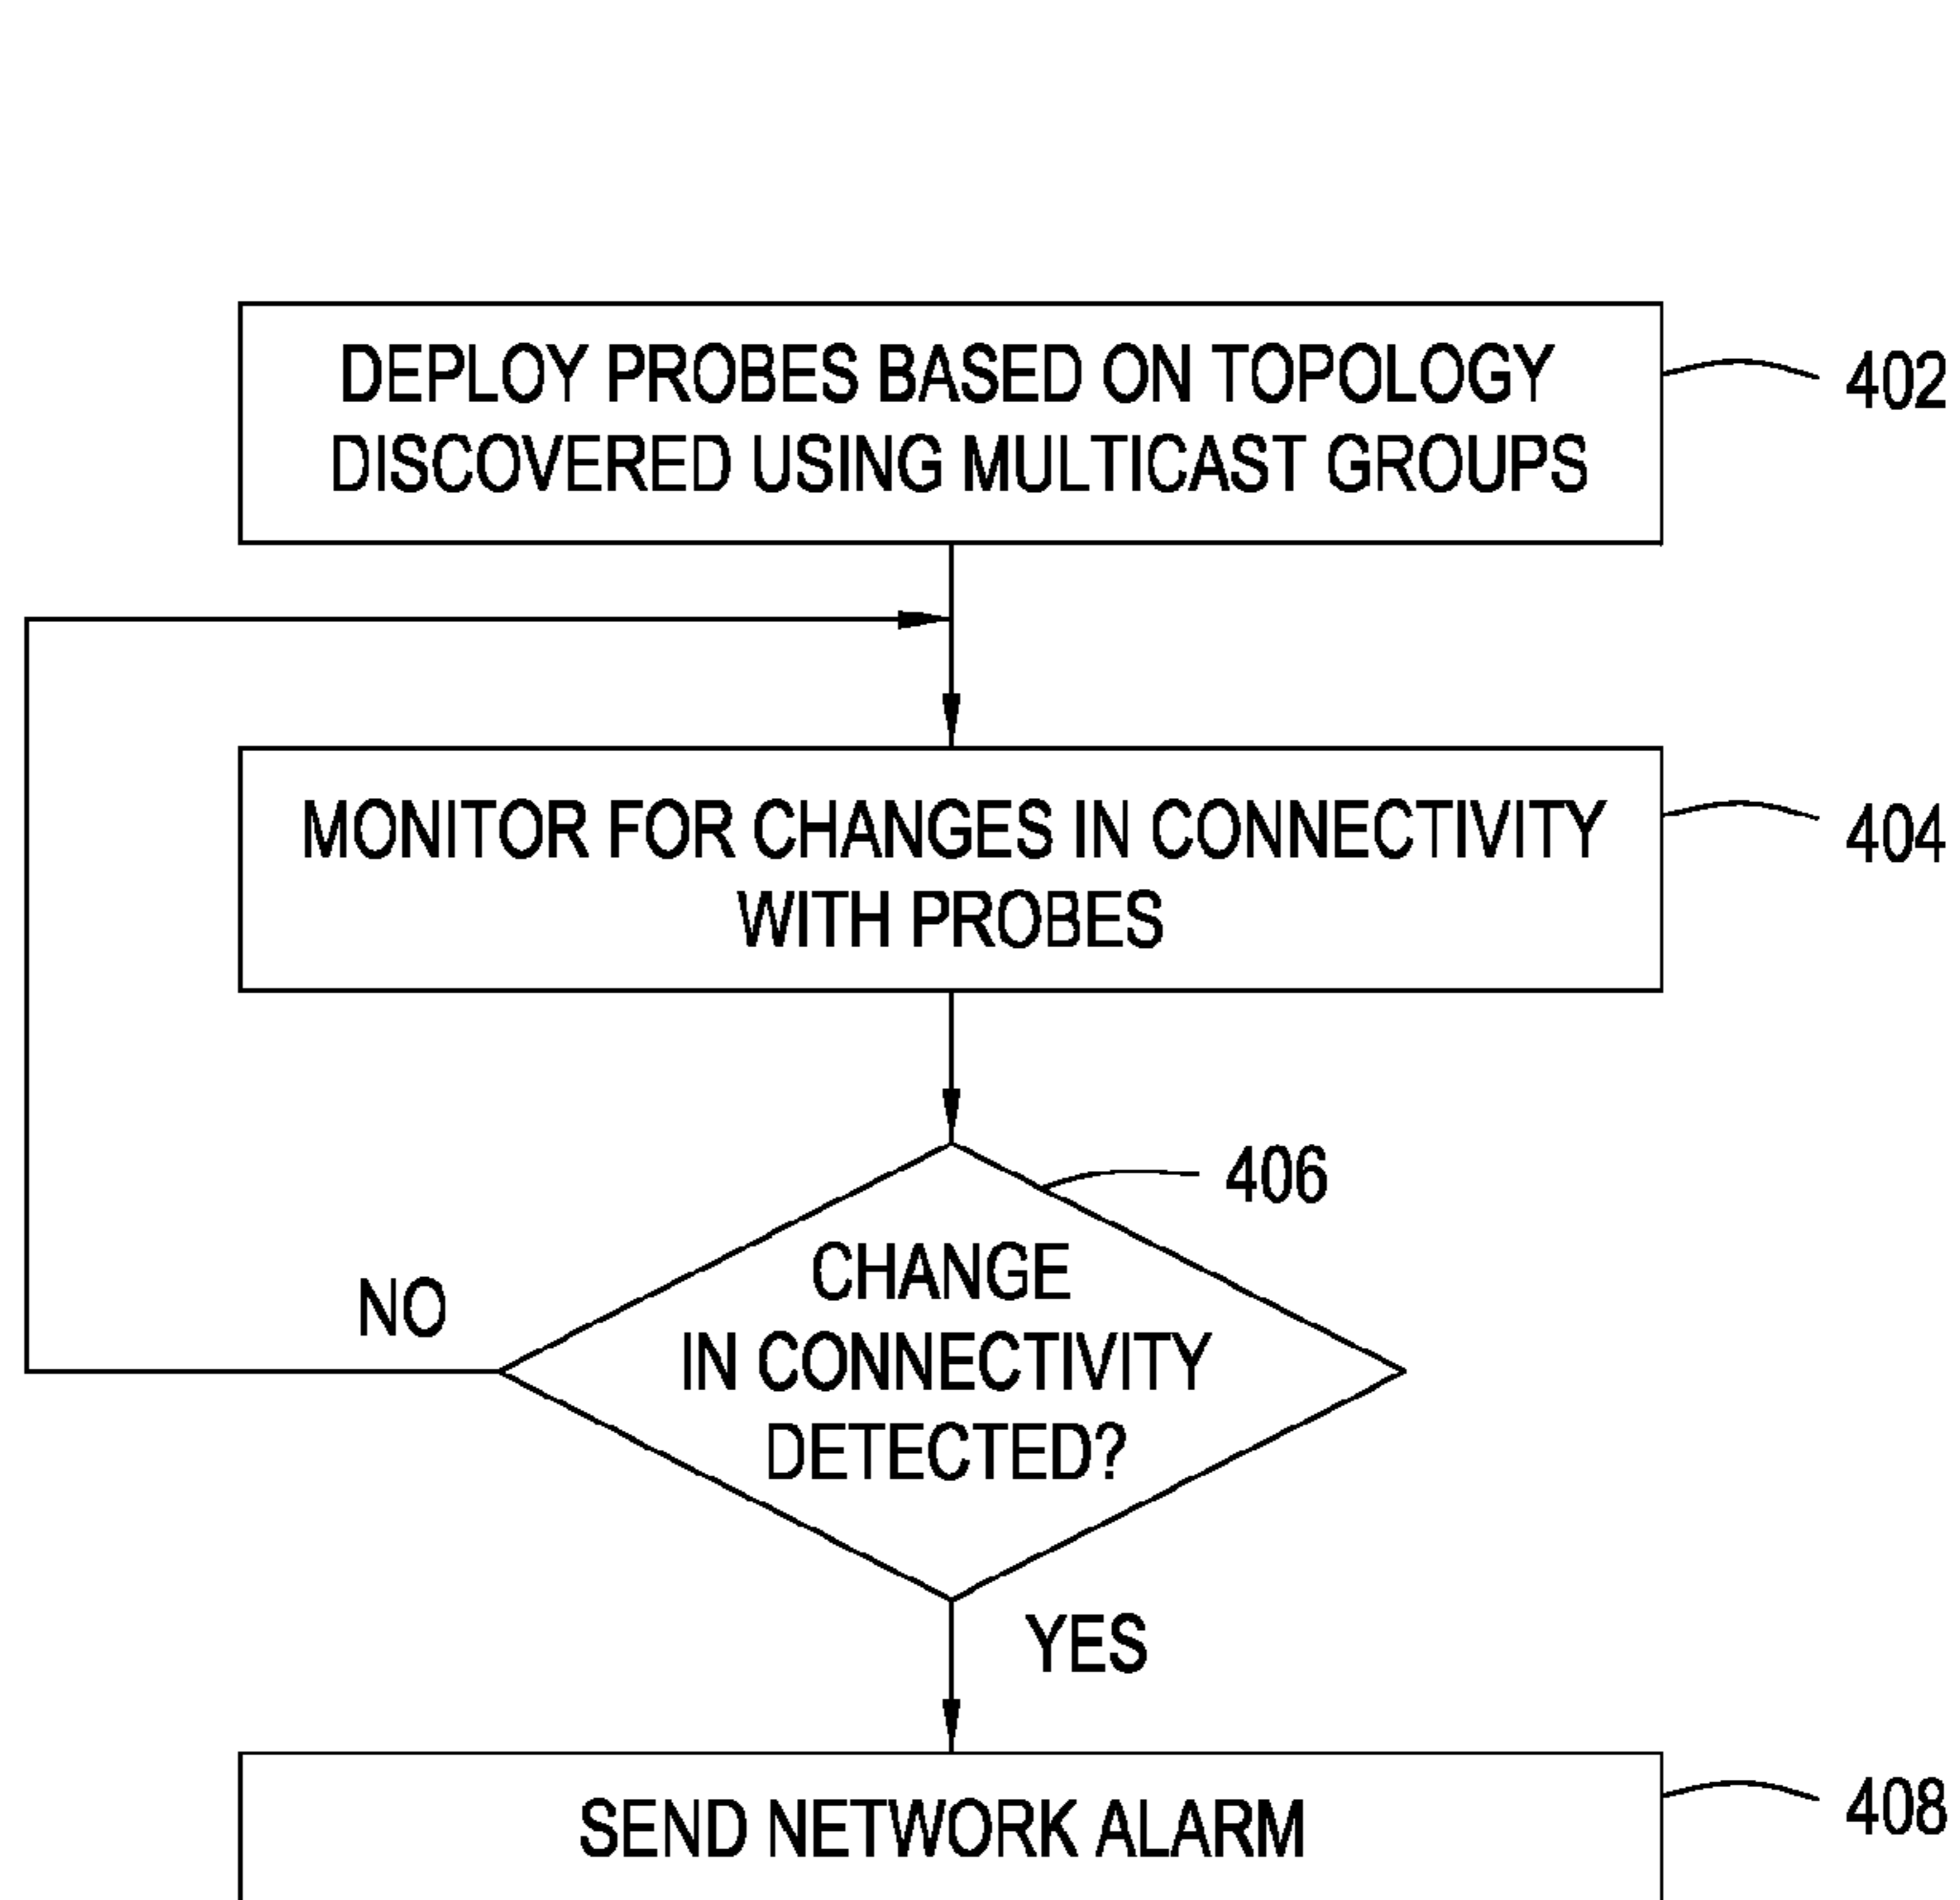 DEPLOY PROBES BASED ON TOPOLOGY
DISCOVERED USING MULTICAST GROUPS
402
MONITOR FOR CHANGES IN CONNECTIVITY
WITH PROBES
404
406
CHANGE
IN CONNECTIVITY
DETECTED?
NO
YES
SEND NETWORK ALARM
408